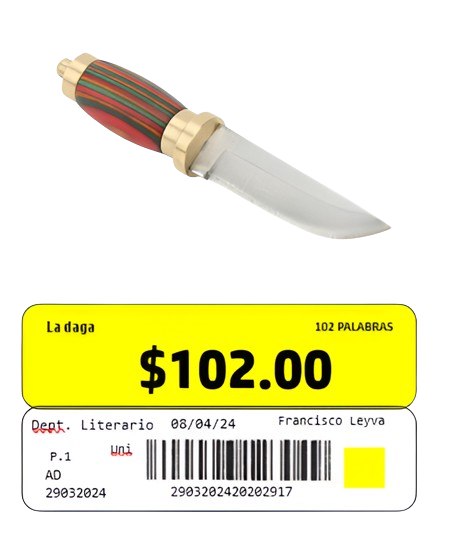 La daga 102 PALABRAS
$102.00
Dept. Literario 08/04/24 Francisco Leyva
P.1 Uni
AD
29032024 2903202420202917